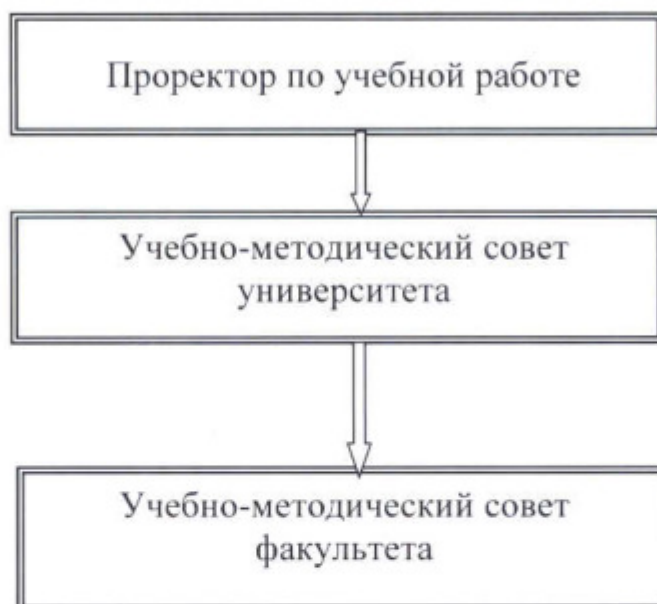 Проректор по учебной работе
Учебно-методический совет
университета
Учебно-методический совет
факультета